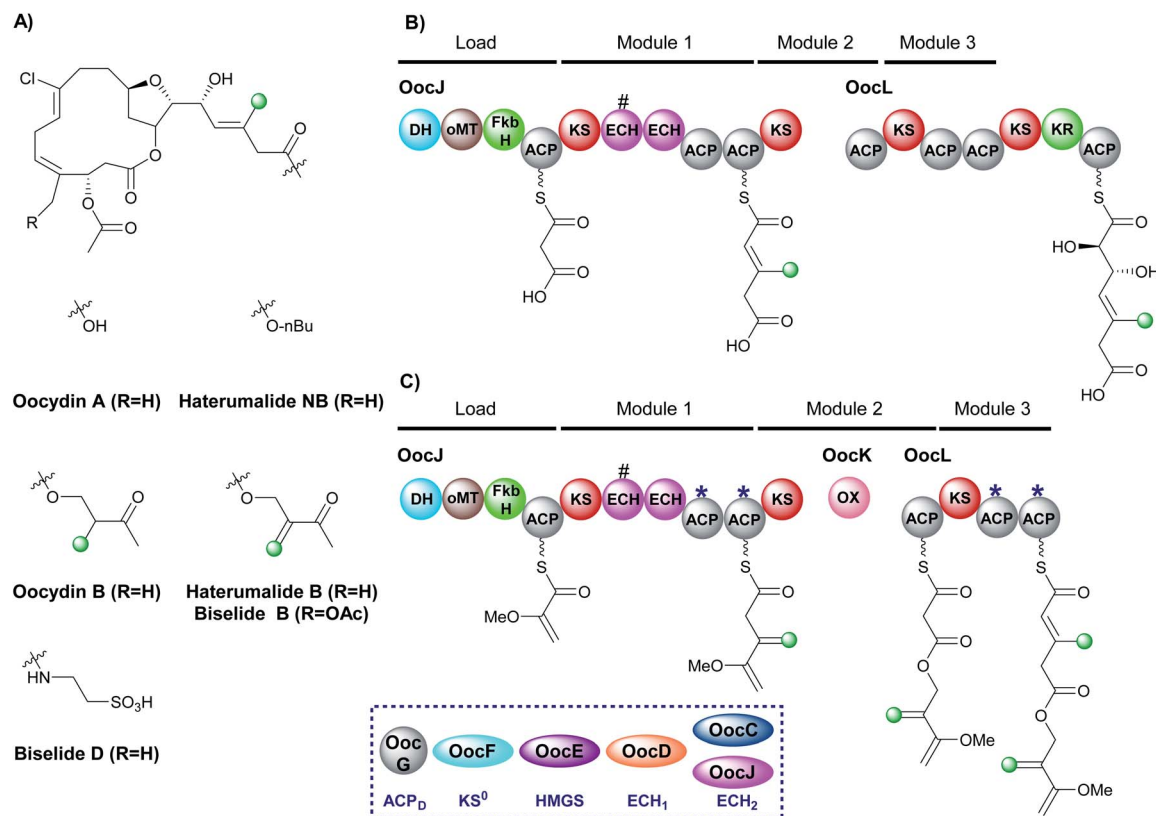 A)
Cl
O
OH
O
O
O
O
O
R
OH
O-nBu
Oocydin A (R=H)
Haterumalide NB (R=H)
O
O
O
O
Oocydin B (R=H)
Haterumalide B (R=H)
Biselide B (R=OAc)
HN
SO₃H
Biselide D (R=H)
B)
Load
Module 1
Module 2
Module 3
OocJ
OocL
#
DH
oMT
Fkb
H
ACP
KS
ECH
ECH
ACP
ACP
KS
ACP
KS
ACP
ACP
KS
KR
ACP
S
O
O
HO
S
O
O
HO
S
O
HO
OH
O
HO
C)
Load
Module 1
Module 2
Module 3
OocJ
OocK
OocL
#
* *
* *
DH
oMT
Fkb
H
ACP
KS
ECH
ECH
ACP
ACP
KS
OX
ACP
KS
ACP
ACP
S
O
MeO
S
O
MeO
S
O
O
O
OMe
S
O
O
O
OMe
Ooc
G
OocF
OocE
OocD
OocC
OocJ
ACP_D
KS⁰
HMGS
ECH₁
ECH₂